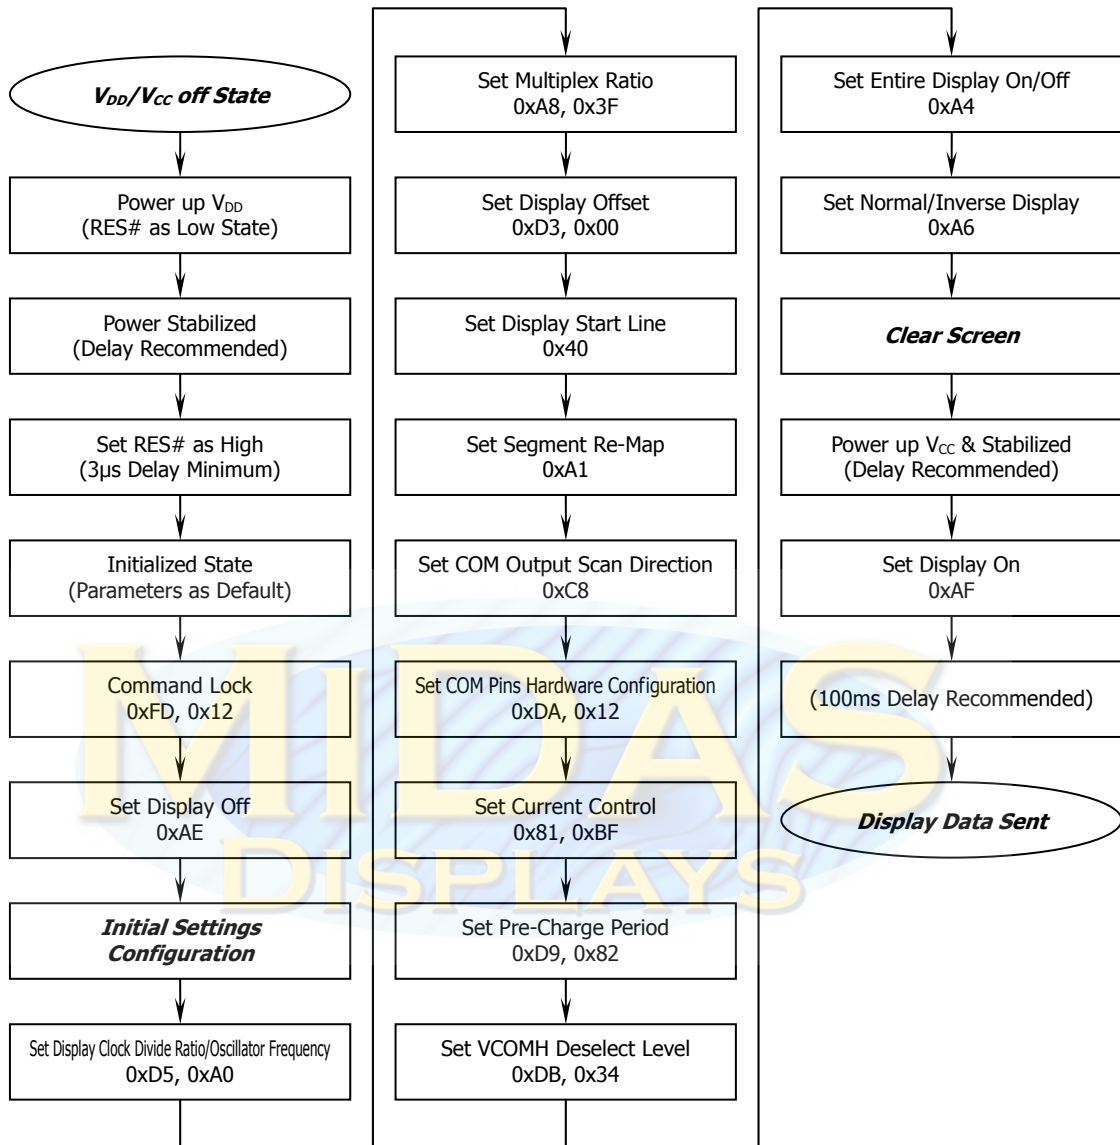 V_DD/V_CC off State
Power up V_DD
(RES# as Low State)
Power Stabilized
(Delay Recommended)
Set RES# as High
(3µs Delay Minimum)
Initialized State
(Parameters as Default)
Command Lock
0xFD, 0x12
Set Display Off
0xAE
Initial Settings
Configuration
Set Display Clock Divide Ratio/Oscillator Frequency
0xD5, 0xA0
Set Multiplex Ratio
0xA8, 0x3F
Set Display Offset
0xD3, 0x00
Set Display Start Line
0x40
Set Segment Re-Map
0xA1
Set COM Output Scan Direction
0xC8
Set COM Pins Hardware Configuration
0xDA, 0x12
Set Current Control
0x81, 0xBF
Set Pre-Charge Period
0xD9, 0x82
Set VCOMH Deselect Level
0xDB, 0x34
Set Entire Display On/Off
0xA4
Set Normal/Inverse Display
0xA6
Clear Screen
Power up V_CC & Stabilized
(Delay Recommended)
Set Display On
0xAF
(100ms Delay Recommended)
Display Data Sent
MIDAS
DISPLAYS